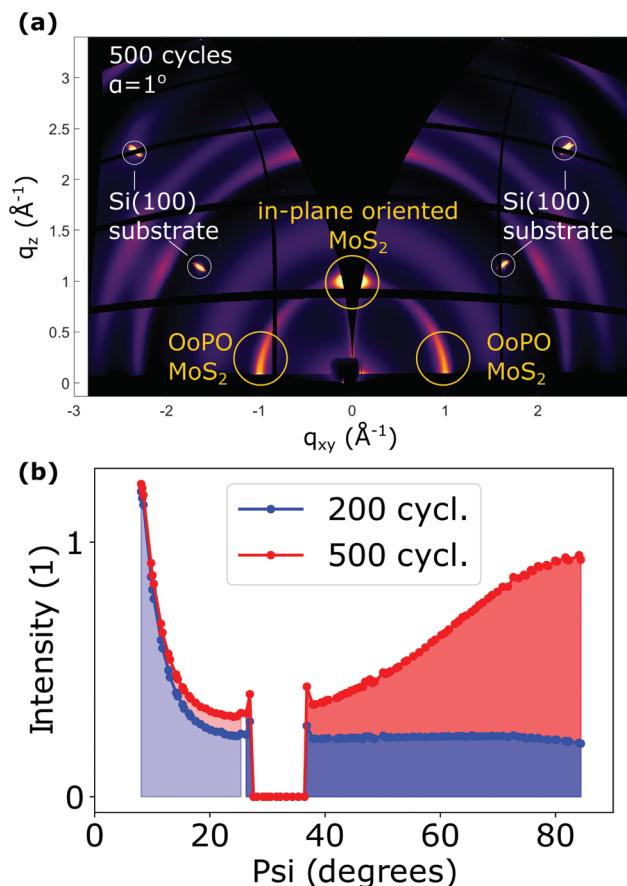 (a)
500 cycles
α=1°
3
2.5
2
1.5
1
0.5
0
q_z (Å⁻¹)
Si(100)
substrate
in-plane oriented
MoS₂
Si(100)
substrate
OoPO
MoS₂
OoPO
MoS₂
-3
-2
-1
0
1
2
q_xy (Å⁻¹)
(b)
200 cycl.
500 cycl.
1
0
Intensity (1)
0
20
40
60
80
Psi (degrees)